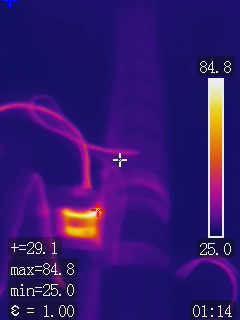 84.8
25.0
+=29.1
max=84.8
min=25.0
ε = 1.00
01:14